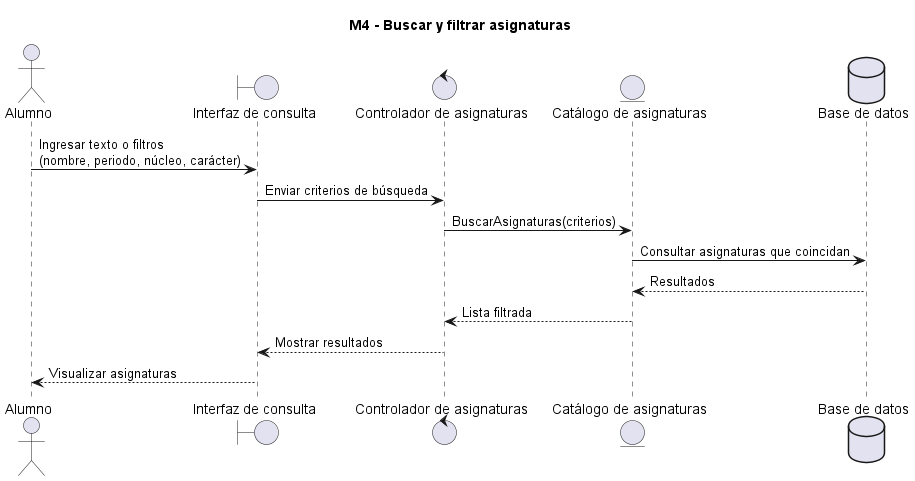 M4 - Buscar y filtrar asignaturas
Alumno
Interfaz de consulta
Controlador de asignaturas
Catálogo de asignaturas
Base de datos
Ingresar texto o filtros
(nombre, periodo, núcleo, carácter)
Enviar criterios de búsqueda
BuscarAsignaturas(criterios)
Consultar asignaturas que coincidan
Resultados
Lista filtrada
Mostrar resultados
Visualizar asignaturas
Alumno
Interfaz de consulta
Controlador de asignaturas
Catálogo de asignaturas
Base de datos